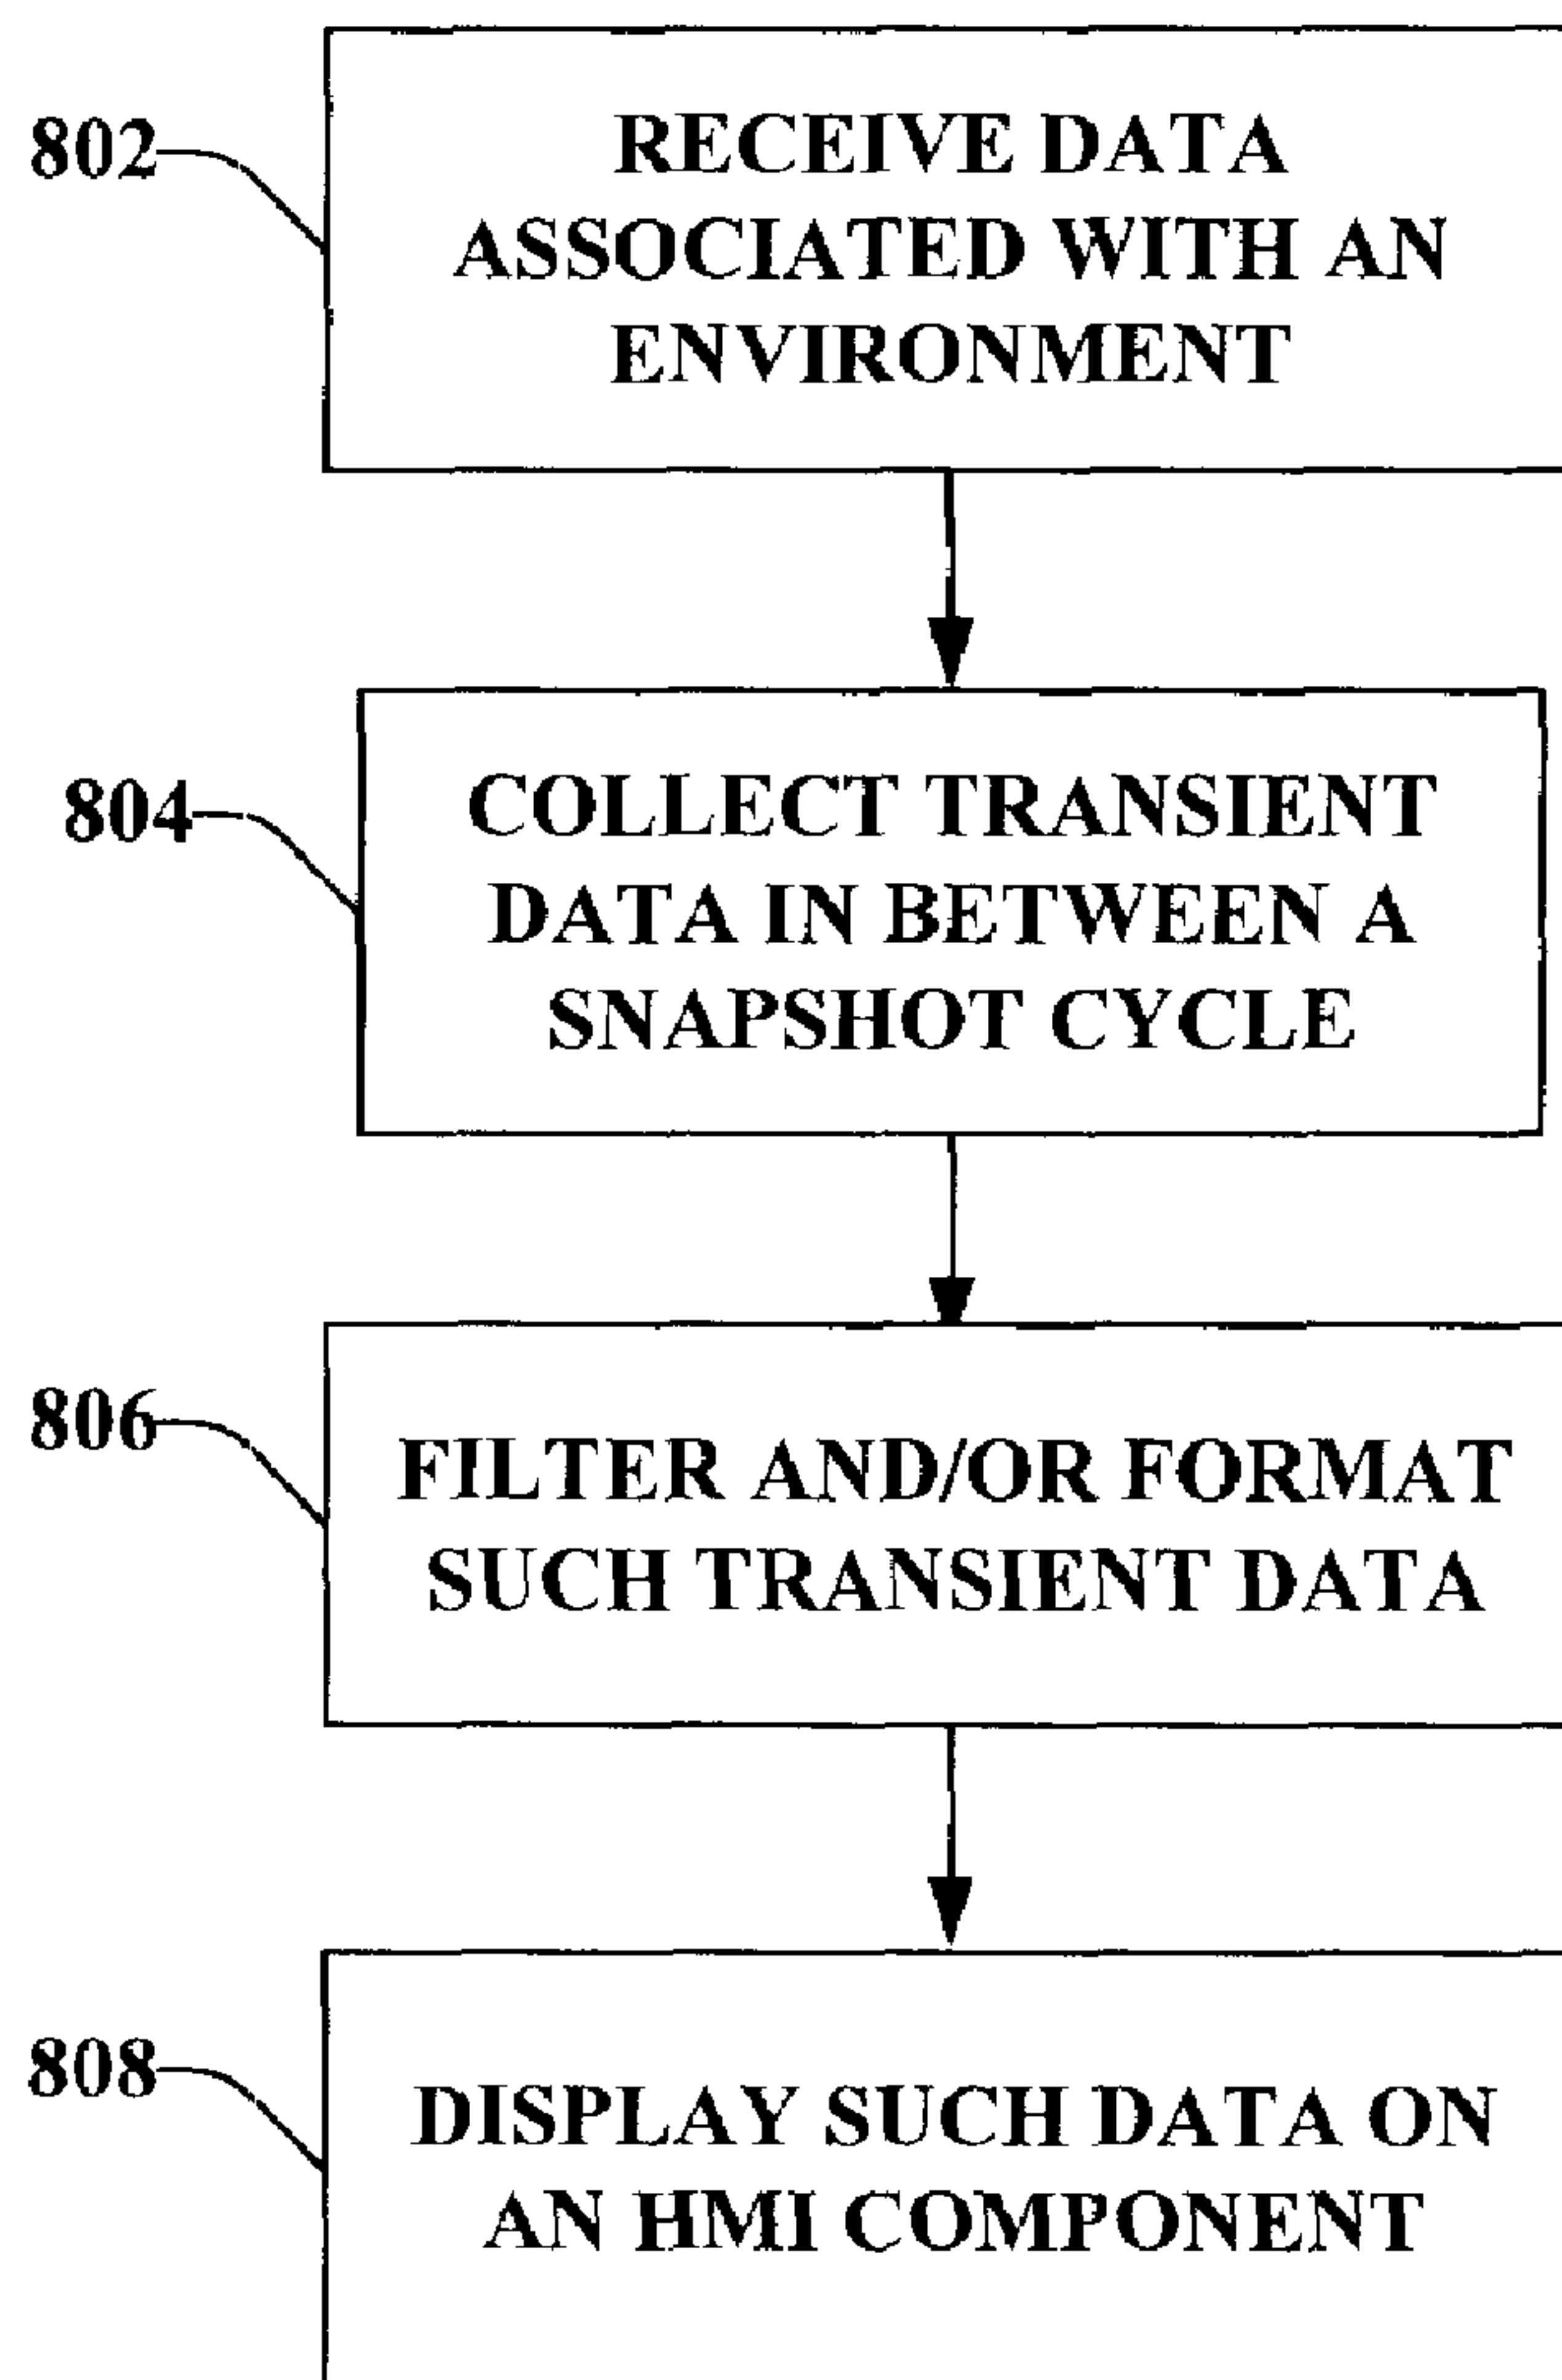 802
RECEIVE DATA
ASSOCIATED WITH AN
ENVIRONMENT
804
COLLECT TRANSIENT
DATA IN BETWEEN A
SNAPSHOT CYCLE
806
FILTER AND/OR FORMAT
SUCH TRANSIENT DATA
808
DISPLAY SUCH DATA ON
AN HMI COMPONENT